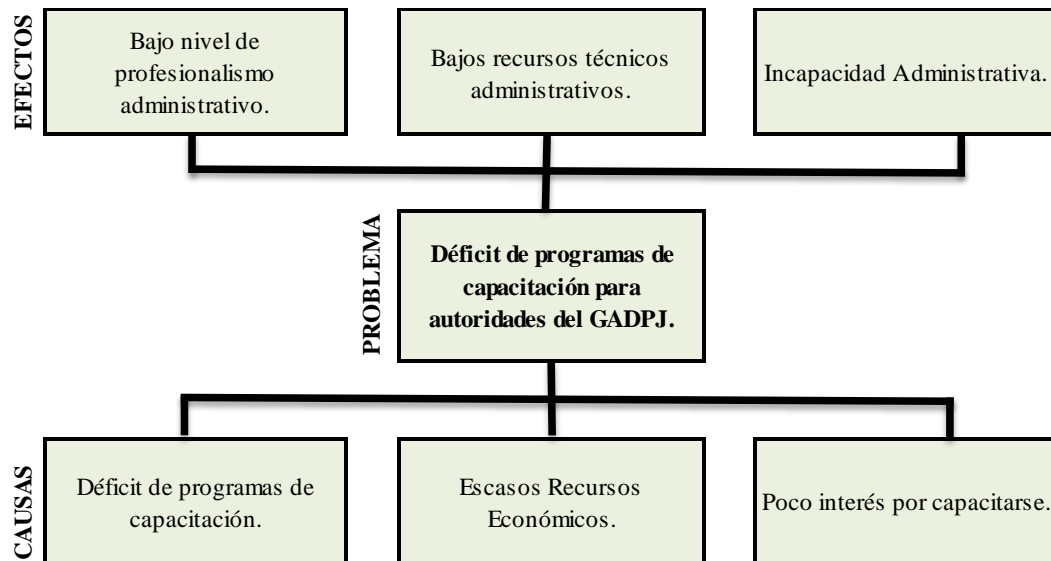 EFECTOS
Bajo nivel de
profesionalismo
administrativo.
Bajos recursos técnicos
administrativos.
Incapacidad Administrativa.
PROBLEMA
Déficit de programas de
capacitación para
autoridades del GADPJ.
CAUSAS
Déficit de programas de
capacitación.
Escasos Recursos
Económicos.
Poco interés por capacitarse.